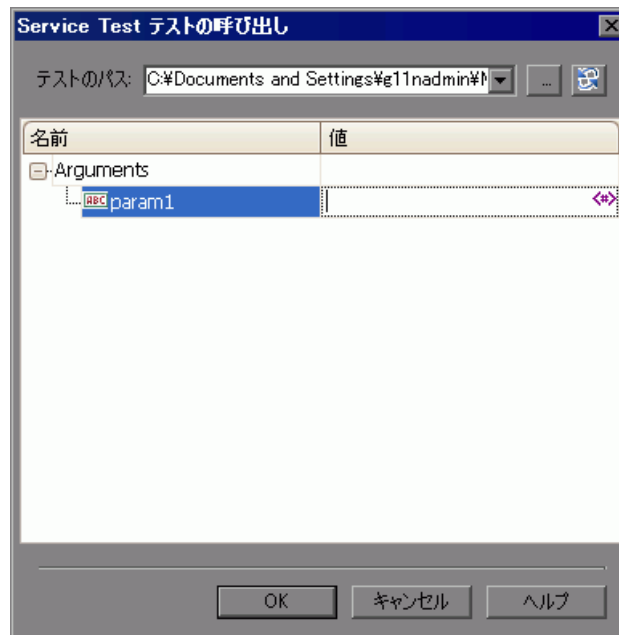 Service Test テストの呼び出し
テストのパス: C:¥Documents and Settings¥g11nadmin¥M
...
名前 値
Arguments
ABC param1 <#>
OK キャンセル ヘルプ